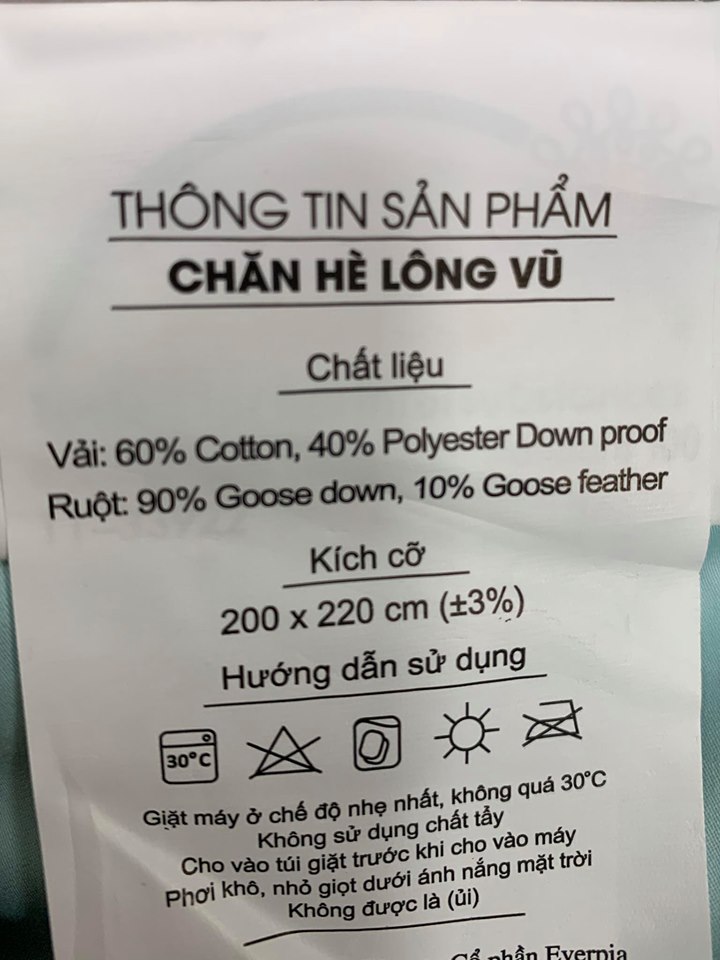 THÔNG TIN SẢN PHẨM
CHĂN HÈ LÔNG VŨ
Chất liệu
Vải: 60% Cotton, 40% Polyester Down proof
Ruột: 90% Goose down, 10% Goose feather
Kích cỡ
200 x 220 cm (±3%)
Hướng dẫn sử dụng
30°C
Giặt máy ở chế độ nhẹ nhất, không quá 30°C
Không sử dụng chất tẩy
Cho vào túi giặt trước khi cho vào máy
Phơi khô, nhỏ giọt dưới ánh nắng mặt trời
Không được là (ủi)
Cổ phần Everpia